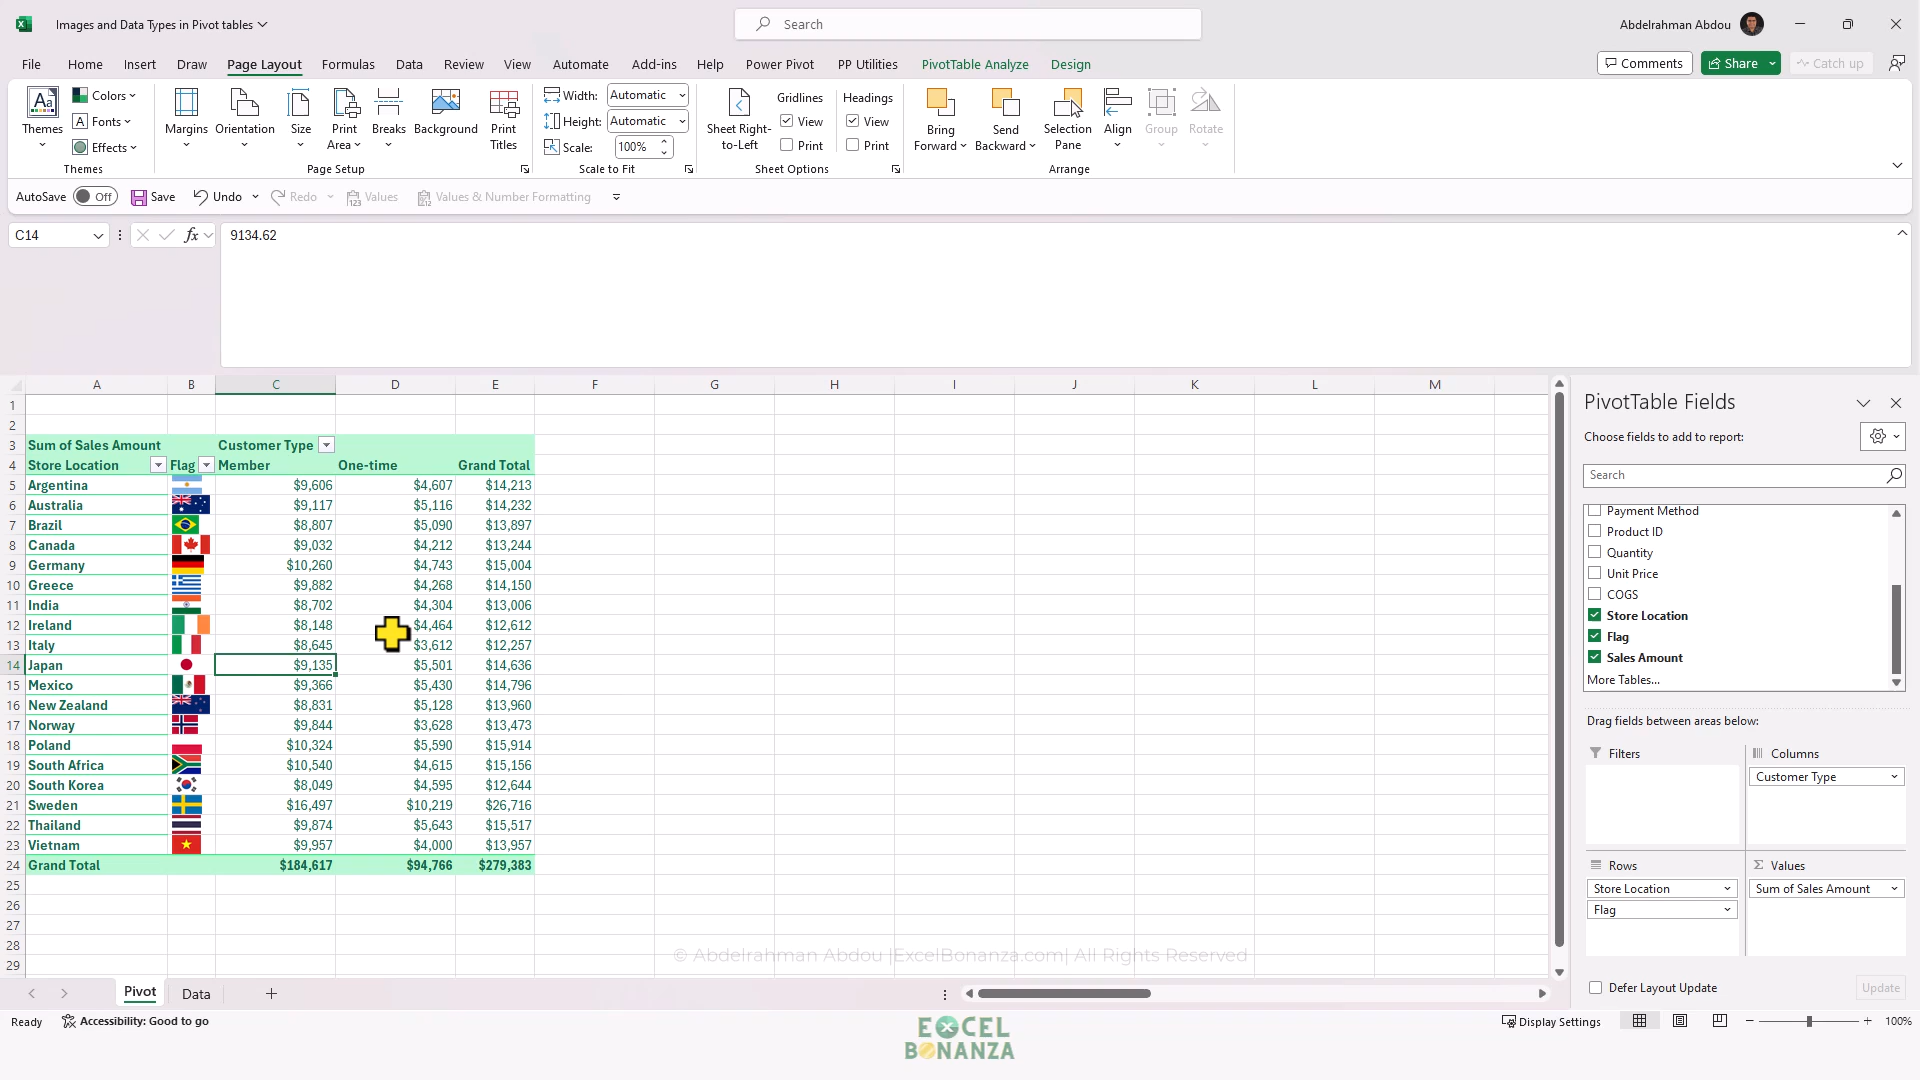 Images and Data Types in Pivot tables
Search
Abdelrahman Abdou
File Home Insert Draw Page Layout Formulas Data Review View Automate Add-ins Help Power Pivot PP Utilities PivotTable Analyze Design
Comments Share Catch up
Themes
Colors
Fonts
Effects
Themes
Margins
Orientation
Size
Print Area
Breaks
Background
Print Titles
Page Setup
Width: Automatic
Height: Automatic
Scale: 100%
Scale to Fit
Sheet Right-to-Left
Gridlines
View
Print
Headings
View
Print
Sheet Options
Bring Forward
Send Backward
Selection Pane
Align
Group
Rotate
Arrange
AutoSave Off Save Undo Redo Values Values & Number Formatting
C14 fx 9134.62
A B C D E F G H I J K L M
1
2
3 Sum of Sales Amount Customer Type
4 Store Location Flag Member One-time Grand Total
5 Argentina $9,606 $4,607 $14,213
6 Australia $9,117 $5,116 $14,232
7 Brazil $8,807 $5,090 $13,897
8 Canada $9,032 $4,212 $13,244
9 Germany $10,260 $4,743 $15,004
10 Greece $9,882 $4,268 $14,150
11 India $8,702 $4,304 $13,006
12 Ireland $8,148 $4,464 $12,612
13 Italy $8,645 $3,612 $12,257
14 Japan $9,135 $5,501 $14,636
15 Mexico $9,366 $5,430 $14,796
16 New Zealand $8,831 $5,128 $13,960
17 Norway $9,844 $3,628 $13,473
18 Poland $10,324 $5,590 $15,914
19 South Africa $10,540 $4,615 $15,156
20 South Korea $8,049 $4,595 $12,644
21 Sweden $16,497 $10,219 $26,716
22 Thailand $9,874 $5,643 $15,517
23 Vietnam $9,957 $4,000 $13,957
24 Grand Total $184,617 $94,766 $279,383
25
26
27
28
29
© Abdelrahman Abdou |ExcelBonanza.com| All Rights Reserved
PivotTable Fields
Choose fields to add to report:
Search
Payment Method
Product ID
Quantity
Unit Price
COGS
Store Location
Flag
Sales Amount
More Tables...
Drag fields between areas below:
Filters
Columns
Customer Type
Rows
Store Location
Flag
Values
Sum of Sales Amount
Defer Layout Update Update
Pivot Data
Ready Accessibility: Good to go
EXCEL
BONANZA
Display Settings 100%